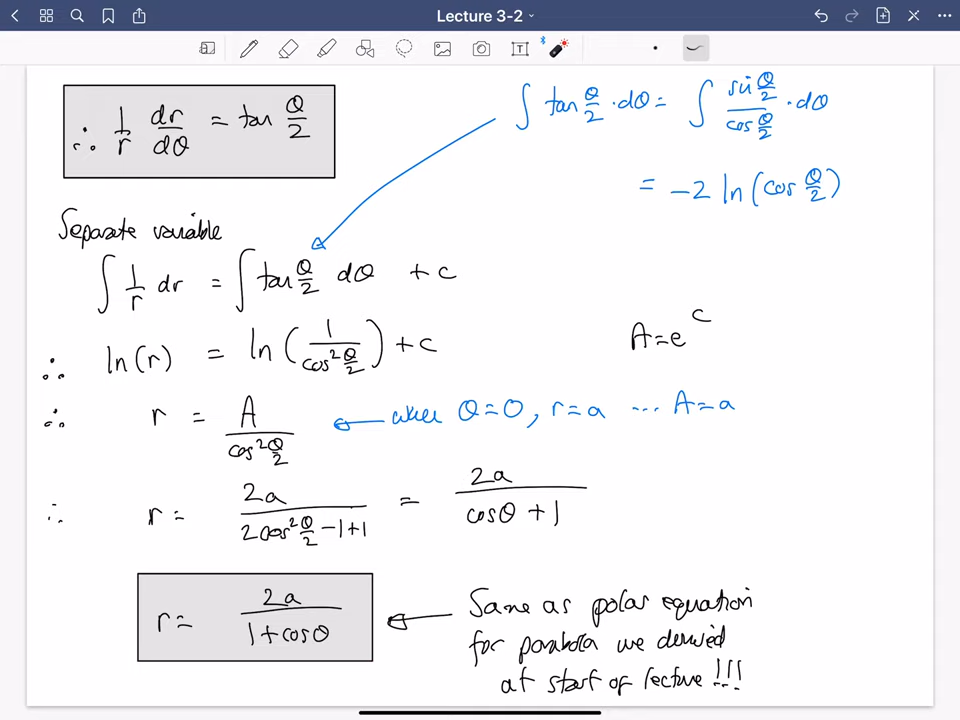 Lecture 3-2
∴ 1/r dr/dθ = tan θ/2
∫ tan θ/2 · dθ = ∫ sin θ/2 / cos θ/2 · dθ
= -2 ln(cos θ/2)
Separate variable
∫ 1/r dr = ∫ tan θ/2 dθ + c
∴ ln(r) = ln(1/cos² θ/2) + c
A = e^c
∴ r = A / cos² θ/2 ← when θ=0, r=a ... A=a
∴ r = 2a / 2cos² θ/2 -1+1 = 2a / cosθ + 1
r = 2a / 1+cosθ
← Same as polar equation
for parabola we derived
at start of lecture !!!